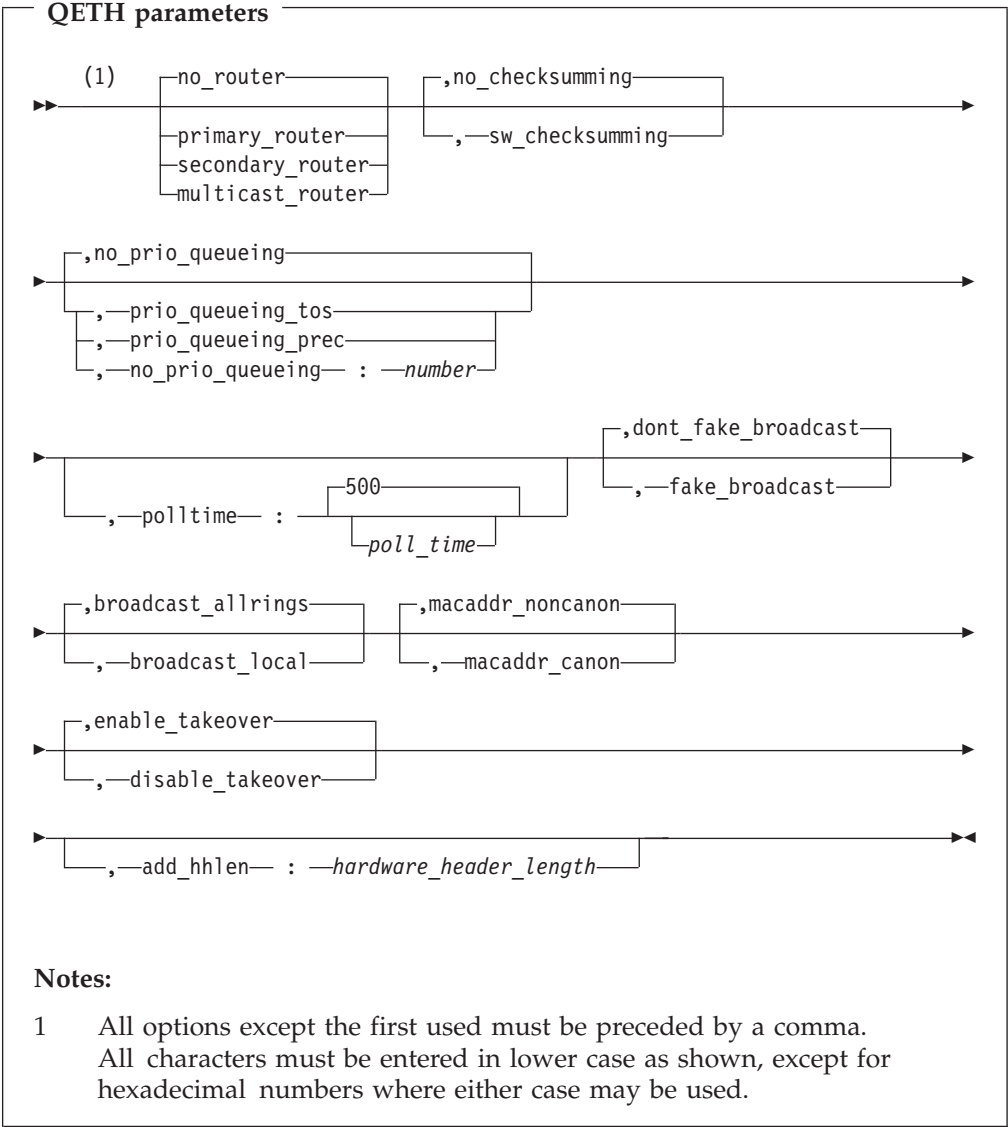 QETH parameters
(1) no_router ,no_checksumming
primary_router , sw_checksumming
secondary_router
multicast_router
,no_prio_queueing
, prio_queueing_tos
, prio_queueing_prec
, no_prio_queueing : number
,dont_fake_broadcast
500 , fake_broadcast
, polltime :
poll_time
,broadcast_allrings ,macaddr_noncanon
, broadcast_local , macaddr_canon
,enable_takeover
, disable_takeover
, add_hhlen : hardware_header_length
Notes:
1 All options except the first used must be preceded by a comma.
All characters must be entered in lower case as shown, except for
hexadecimal numbers where either case may be used.